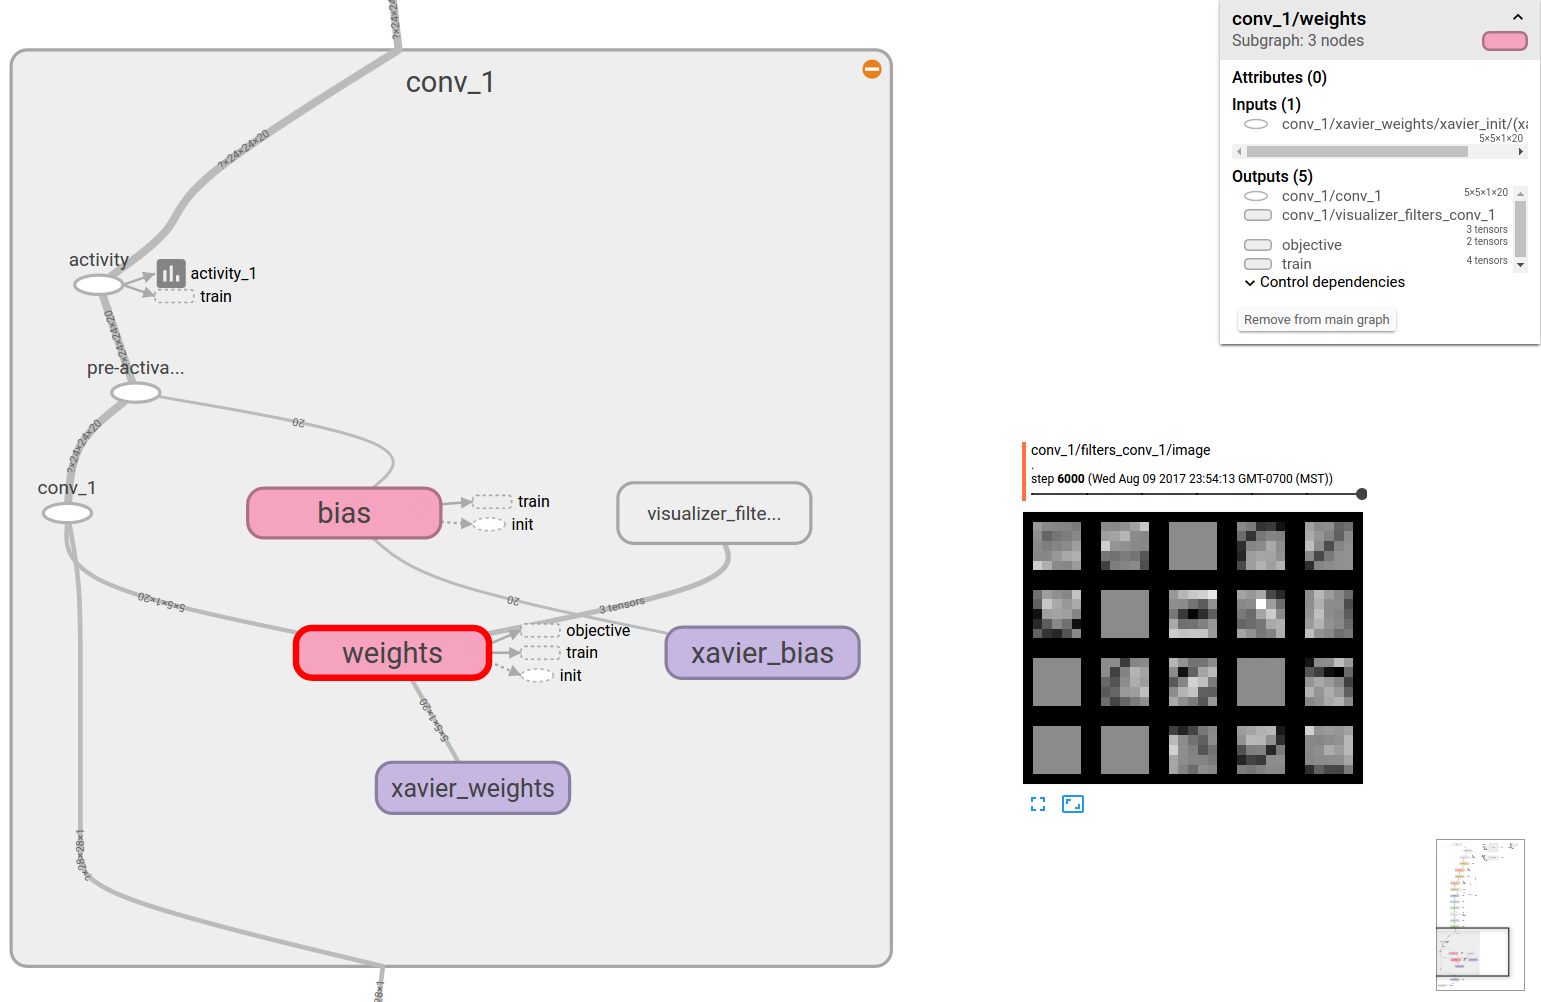 ?×24×24
conv_1
?×24×24×20
activity
activity_1
train
?×24×24×20
pre-activa...
20
?×24×24×20
conv_1
bias
train
init
visualizer_filte...
5×5×1×20
20
3 tensors
weights
objective
train
init
xavier_bias
5×5×1×20
xavier_weights
?×28×28×1
28×1
conv_1/weights
Subgraph: 3 nodes
Attributes (0)
Inputs (1)
conv_1/xavier_weights/xavier_init/(xa
5×5×1×20
Outputs (5)
conv_1/conv_1 5×5×1×20
conv_1/visualizer_filters_conv_1
3 tensors
objective 2 tensors
train 4 tensors
Control dependencies
Remove from main graph
conv_1/filters_conv_1/image
step 6000 (Wed Aug 09 2017 23:54:13 GMT-0700 (MST))